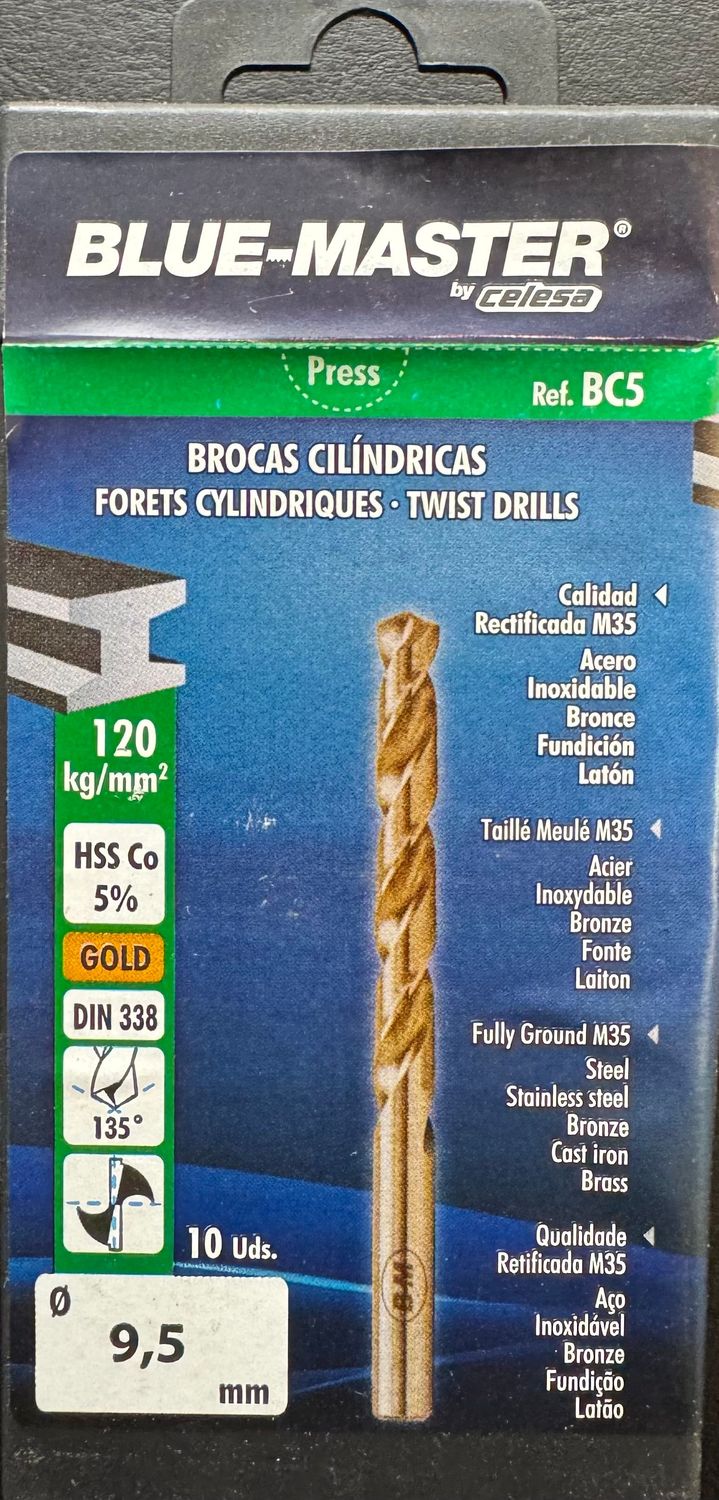 BLUE-MASTER®
by celesa
Press
Ref. BC5
BROCAS CILÍNDRICAS
FORETS CYLINDRIQUES · TWIST DRILLS
120
kg/mm²
HSS Co
5%
GOLD
DIN 338
135°
10 Uds.
Ø
9,5
mm
Calidad
Rectificada M35
Acero
Inoxidable
Bronce
Fundición
Latón
Taillé Meulé M35
Acier
Inoxydable
Bronze
Fonte
Laiton
Fully Ground M35
Steel
Stainless steel
Bronze
Cast iron
Brass
Qualidade
Retificada M35
Aço
Inoxidável
Bronze
Fundição
Latão
B-M